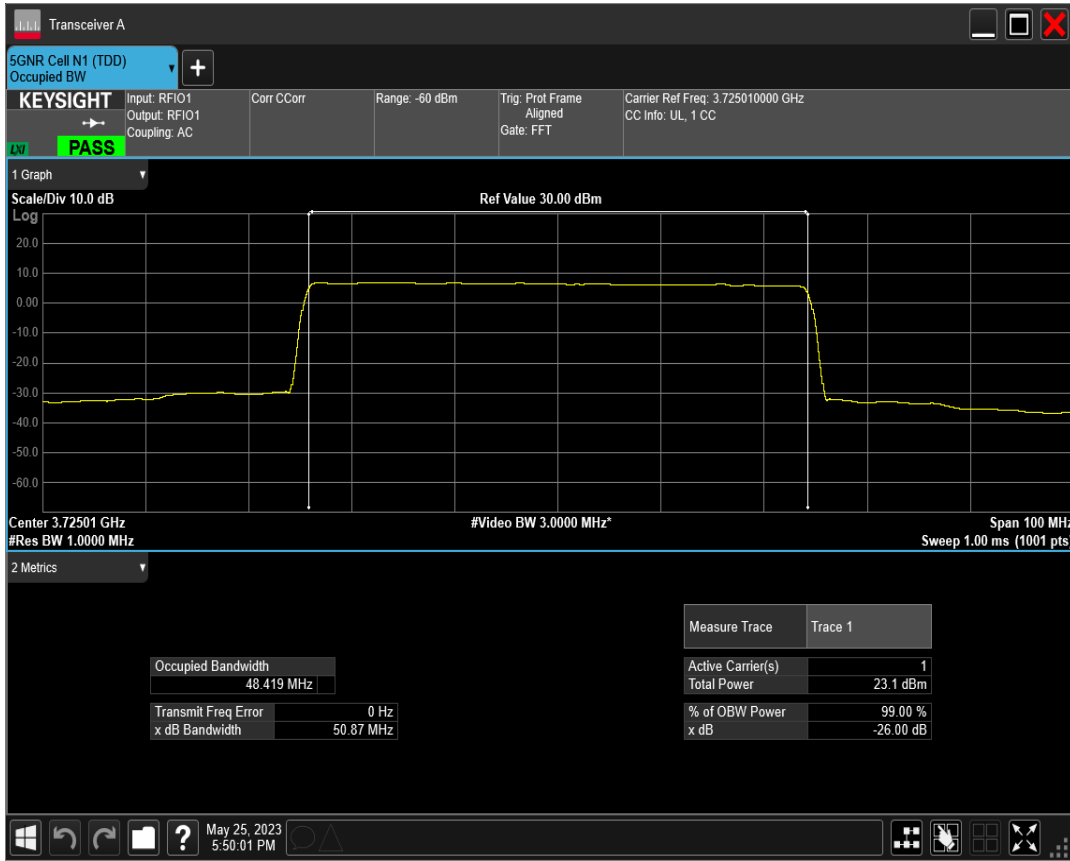 Transceiver A
5GNR Cell N1 (TDD)
Occupied BW
+
KEYSIGHT
LXI
PASS
Input: RFIO1
Output: RFIO1
Coupling: AC
Corr CCorr
Range: -60 dBm
Trig: Prot Frame
Aligned
Gate: FFT
Carrier Ref Freq: 3.725010000 GHz
CC Info: UL, 1 CC
1 Graph
Scale/Div 10.0 dB
Ref Value 30.00 dBm
Log
20.0
10.0
0.00
-10.0
-20.0
-30.0
-40.0
-50.0
-60.0
Center 3.72501 GHz
#Video BW 3.0000 MHz*
Span 100 MHz
#Res BW 1.0000 MHz
Sweep 1.00 ms (1001 pts)
2 Metrics
Measure Trace Trace 1
Occupied Bandwidth
48.419 MHz
Transmit Freq Error 0 Hz
x dB Bandwidth 50.87 MHz
Active Carrier(s) 1
Total Power 23.1 dBm
% of OBW Power 99.00 %
x dB -26.00 dB
?
May 25, 2023
5:50:01 PM